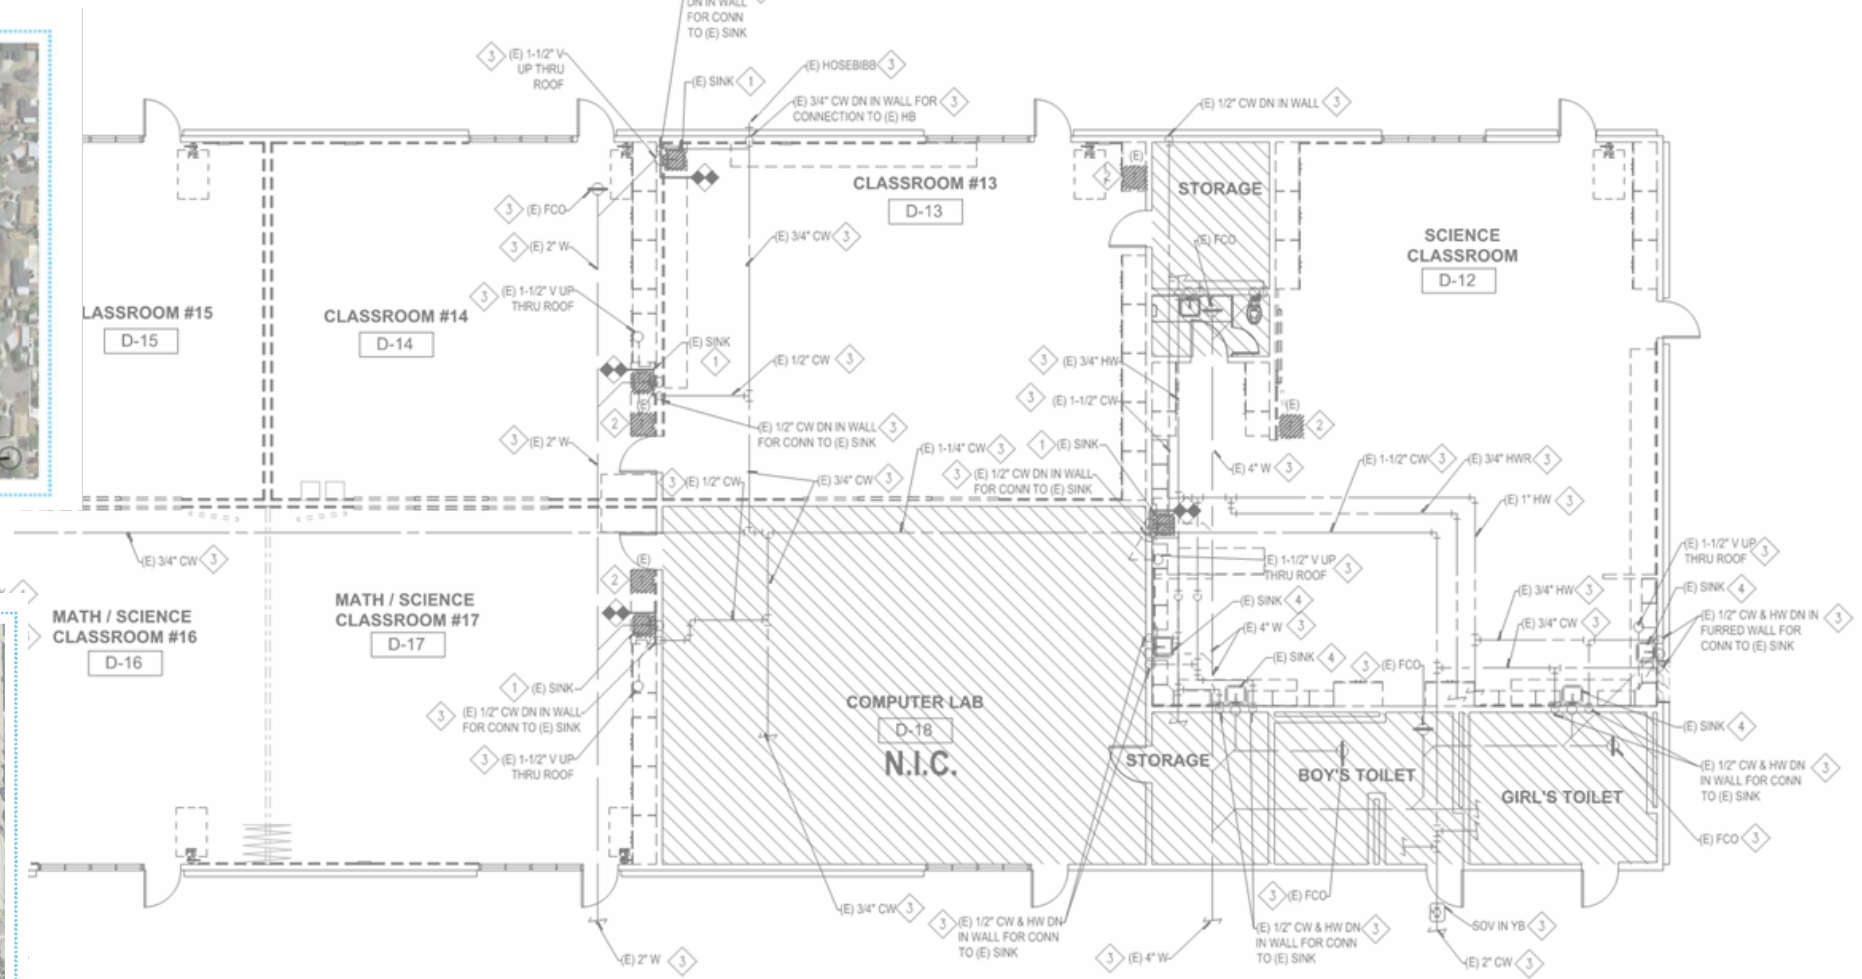 DN IN WALL
FOR CONN
TO (E) SINK
3 (E) 1-1/2" V
UP THRU
ROOF
(E) SINK 1
(E) HOSEBIBB 3
(E) 3/4" CW DN IN WALL FOR 3
CONNECTION TO (E) HB
(E) 1/2" CW DN IN WALL 3
FE
FE
FE
(E)
2
CLASSROOM #13
D-13
STORAGE
3 (E) FCO
3 (E) 2" W
(E) 3/4" CW 3
(E) FCO
SCIENCE
CLASSROOM
D-12
3 (E) 1-1/2" V UP
THRU ROOF
LASSROOM #15
D-15
CLASSROOM #14
D-14
(E) SINK
1
(E) 1/2" CW 3
3 (E) 3/4" HW
3 (E) 1-1/2" CW
(E)
2
(E)
2
(E) 1/2" CW DN IN WALL 3
FOR CONN TO (E) SINK
3 (E) 2" W
(E) 1-1/4" CW 3
1 (E) SINK
3 (E) 1/2" CW DN IN WALL
FOR CONN TO (E) SINK
(E) 4" W 3
(E) 1-1/2" CW 3
(E) 3/4" HWR 3
3 (E) 1/2" CW
(E) 3/4" CW 3
(E) 1" HW 3
(E) 3/4" CW 3
(E)
2
(E) 1-1/2" V UP 3
THRU ROOF
(E) 1-1/2" V UP 3
THRU ROOF
MATH / SCIENCE
CLASSROOM #16
D-16
MATH / SCIENCE
CLASSROOM #17
D-17
(E) SINK 4
(E) 4" W 3
(E) SINK 4
3 (E) FCO
(E) 3/4" HW 3
(E) 3/4" CW 3
(E) SINK 4
(E) 1/2" CW & HW DN IN 3
FURRED WALL FOR
CONN TO (E) SINK
1 (E) SINK
3 (E) 1/2" CW DN IN WALL
FOR CONN TO (E) SINK
3 (E) 1-1/2" V UP
THRU ROOF
COMPUTER LAB
D-18
N.I.C.
STORAGE
BOY'S TOILET
GIRL'S TOILET
(E) SINK 4
(E) 1/2" CW & HW DN 3
IN WALL FOR CONN
TO (E) SINK
(E) FCO 3
FE
FE
(E) 3/4" CW 3
3 (E) 1/2" CW & HW DN
IN WALL FOR CONN
TO (E) SINK
3 (E) FCO
(E) 1/2" CW & HW DN 3
IN WALL FOR CONN
TO (E) SINK
SOV IN YB 3
(E) 2" W 3
3 (E) 4" W
(E) 2" CW 3